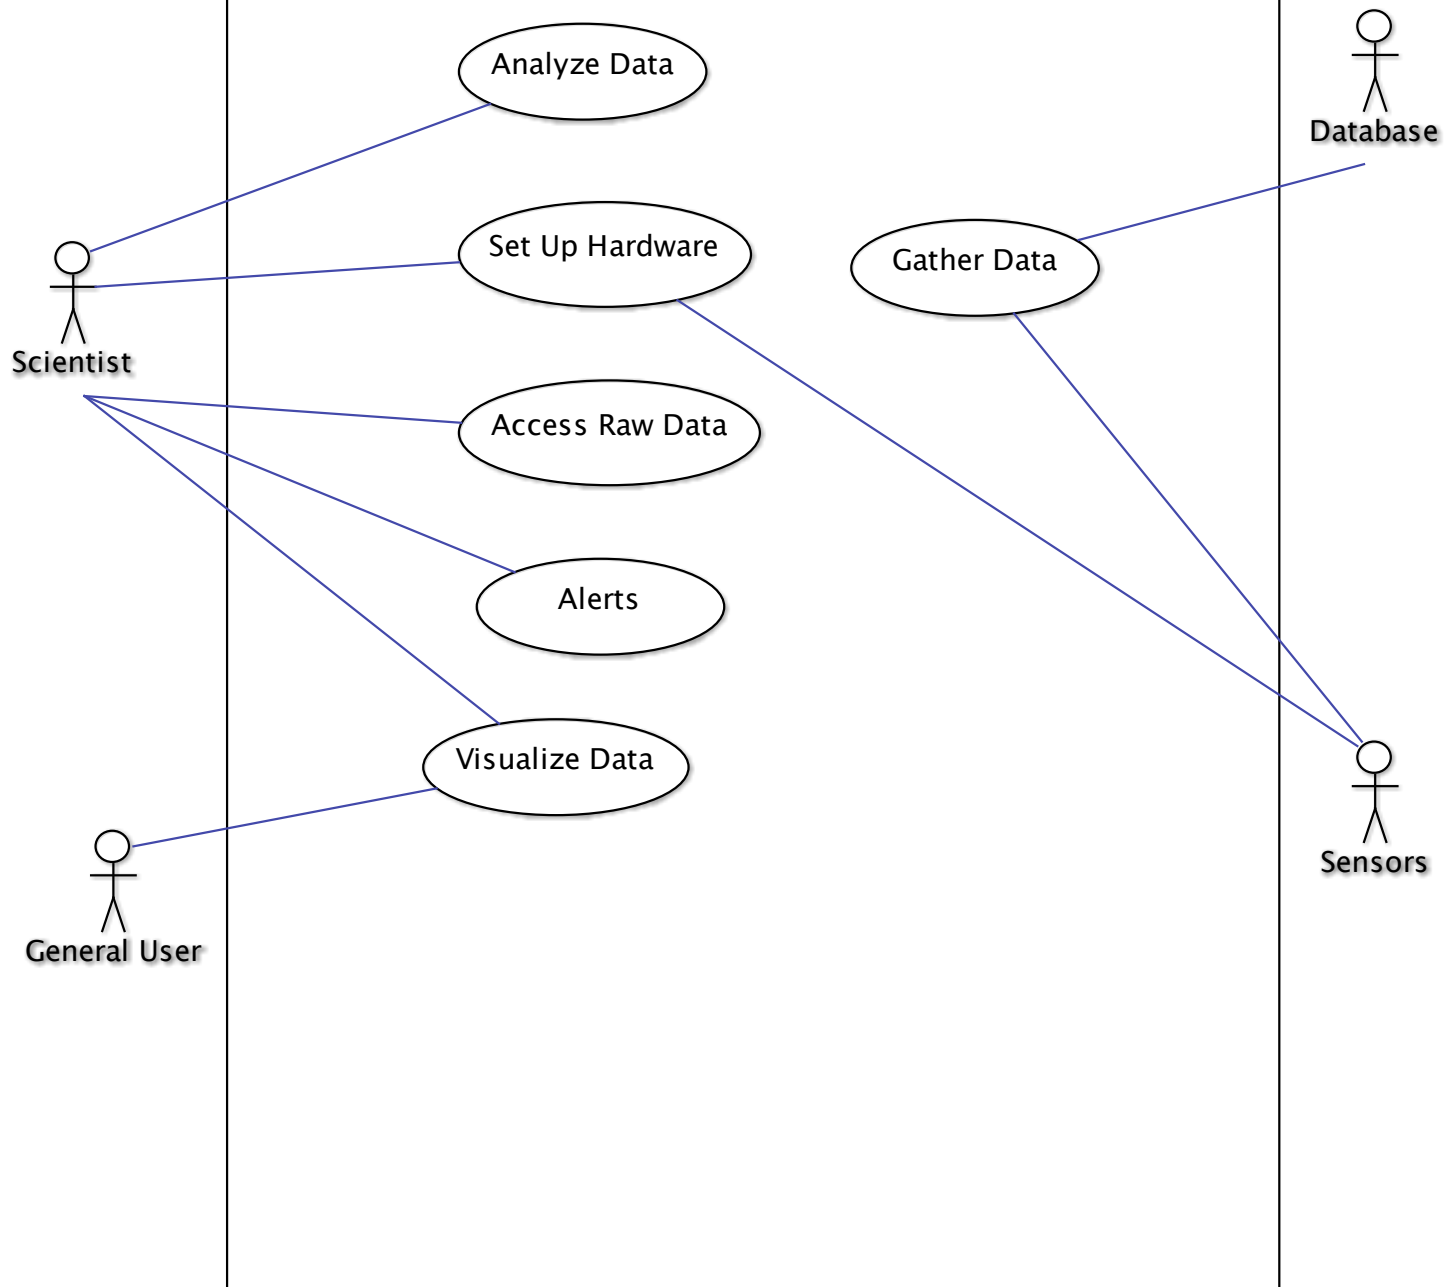 Analyze Data
Database
Set Up Hardware
Gather Data
Scientist
Access Raw Data
Alerts
Visualize Data
Sensors
General User